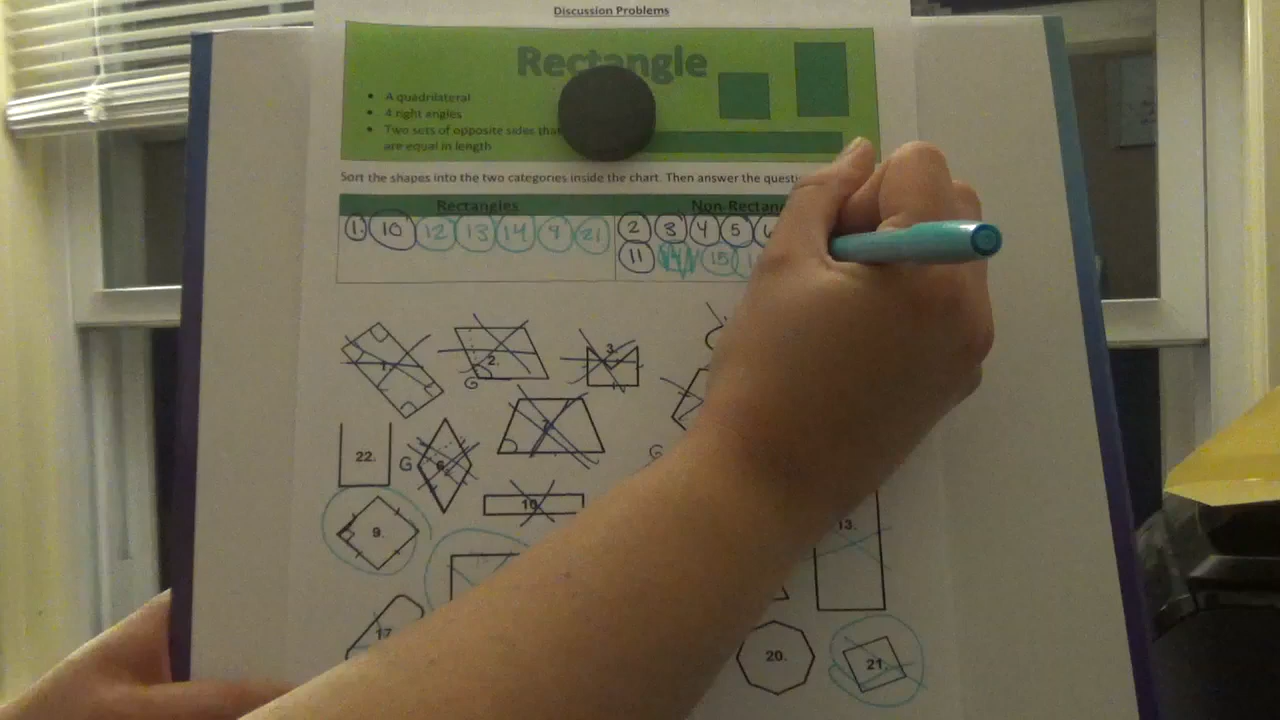 Discussion Problems
Rectangle
• A quadrilateral
• 4 right angles
• Two sets of opposite sides
are equal in length
Sort the shapes into the two categories inside the chart. Then answer the
Rectangles
1. 10 12 13 14 9 21
2 3 4 5
11 15
1.
2.
3.
22.
G
G
G
6.
10
9.
13.
17
20.
21